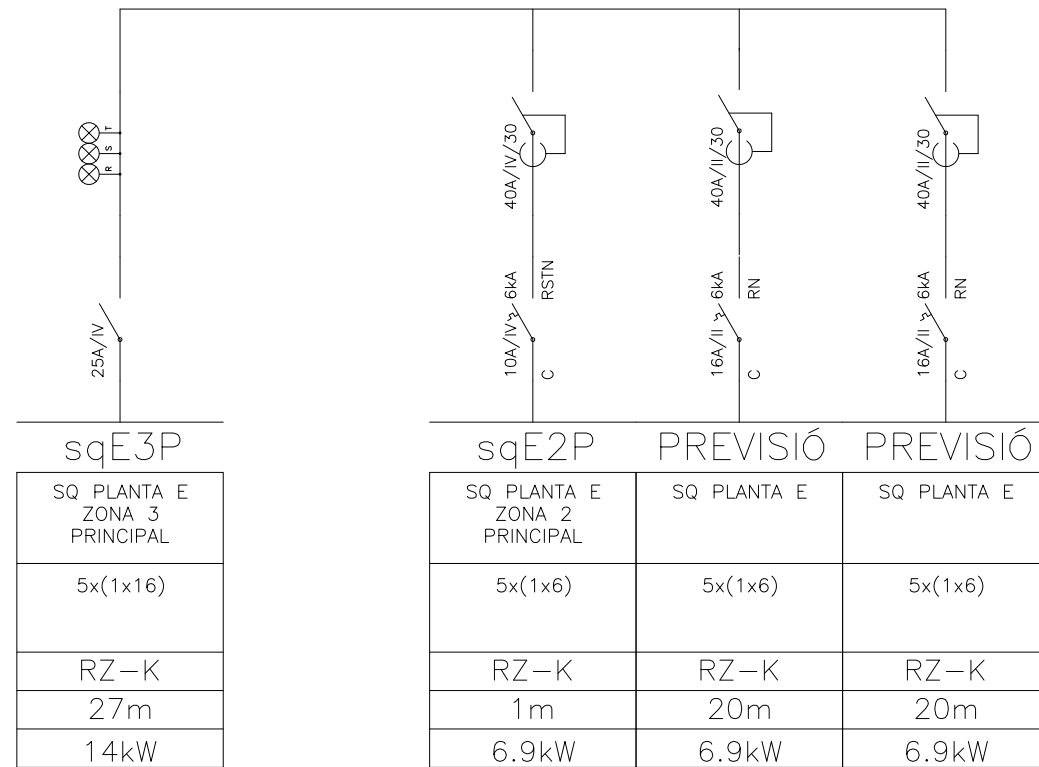 T
S
R
25A/IV
40A/IV/30
6kA
RSTN
10A/IV
C
40A/II/30
6kA
RN
16A/II
C
40A/II/30
6kA
RN
16A/II
C
sqE3P
SQ PLANTA E
ZONA 3
PRINCIPAL
5x(1x16)
RZ-K
27m
14kW
sqE2P
SQ PLANTA E
ZONA 2
PRINCIPAL
5x(1x6)
RZ-K
1m
6.9kW
PREVISIÓ
SQ PLANTA E
5x(1x6)
RZ-K
20m
6.9kW
PREVISIÓ
SQ PLANTA E
5x(1x6)
RZ-K
20m
6.9kW